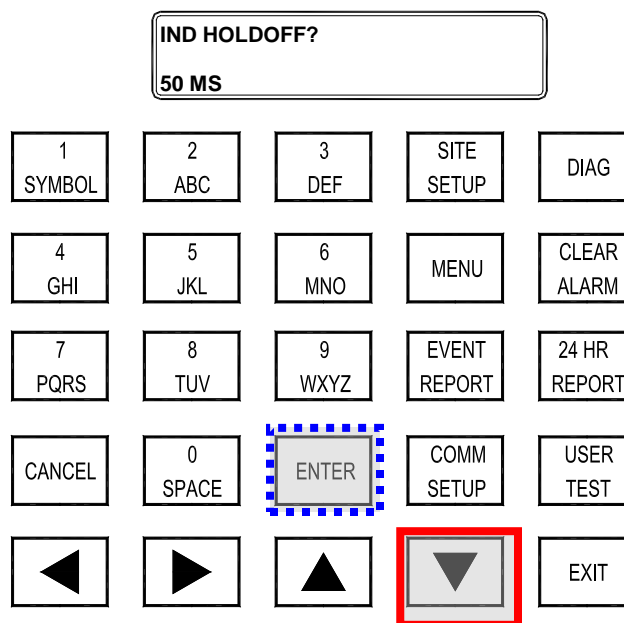 IND HOLDOFF?
50 MS
1
SYMBOL
2
ABC
3
DEF
SITE
SETUP
DIAG
4
GHI
5
JKL
6
MNO
MENU
CLEAR
ALARM
7
PQRS
8
TUV
9
WXYZ
EVENT
REPORT
24 HR
REPORT
CANCEL
0
SPACE
ENTER
COMM
SETUP
USER
TEST
EXIT